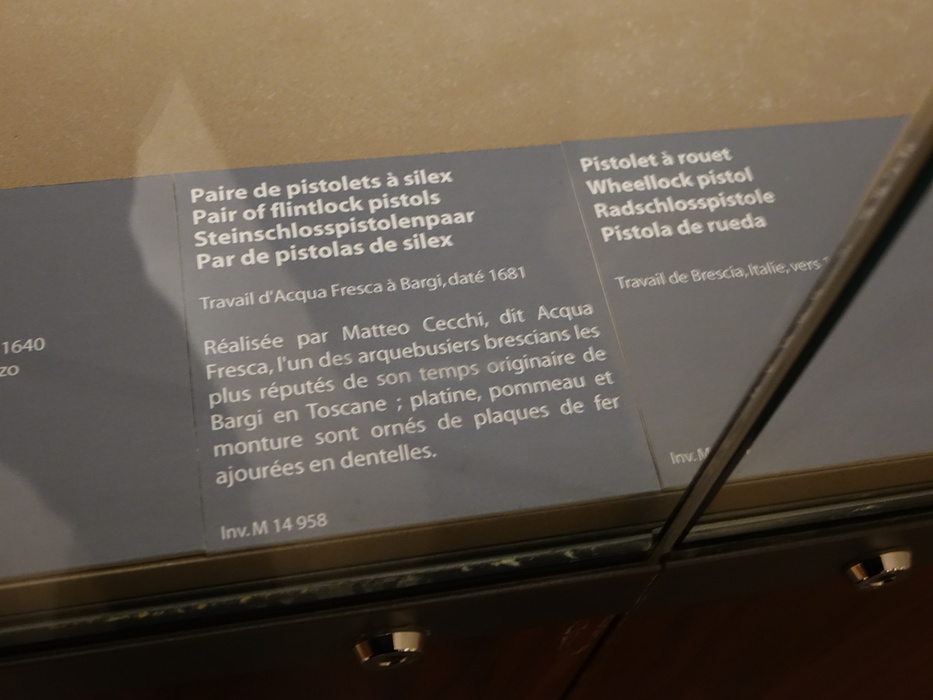 1640
zo
Paire de pistolets à silex
Pair of flintlock pistols
Steinschlosspistolenpaar
Par de pistolas de silex
Travail d'Acqua Fresca à Bargi, daté 1681
Réalisée par Matteo Cecchi, dit Acqua
Fresca, l'un des arquebusiers brescians les
plus réputés de son temps originaire de
Bargi en Toscane ; platine, pommeau et
monture sont ornés de plaques de fer
ajourées en dentelles.
Inv. M 14 958
Pistolet à rouet
Wheellock pistol
Radschlosspistole
Pistola de rueda
Travail de Brescia, Italie, vers
Inv. M